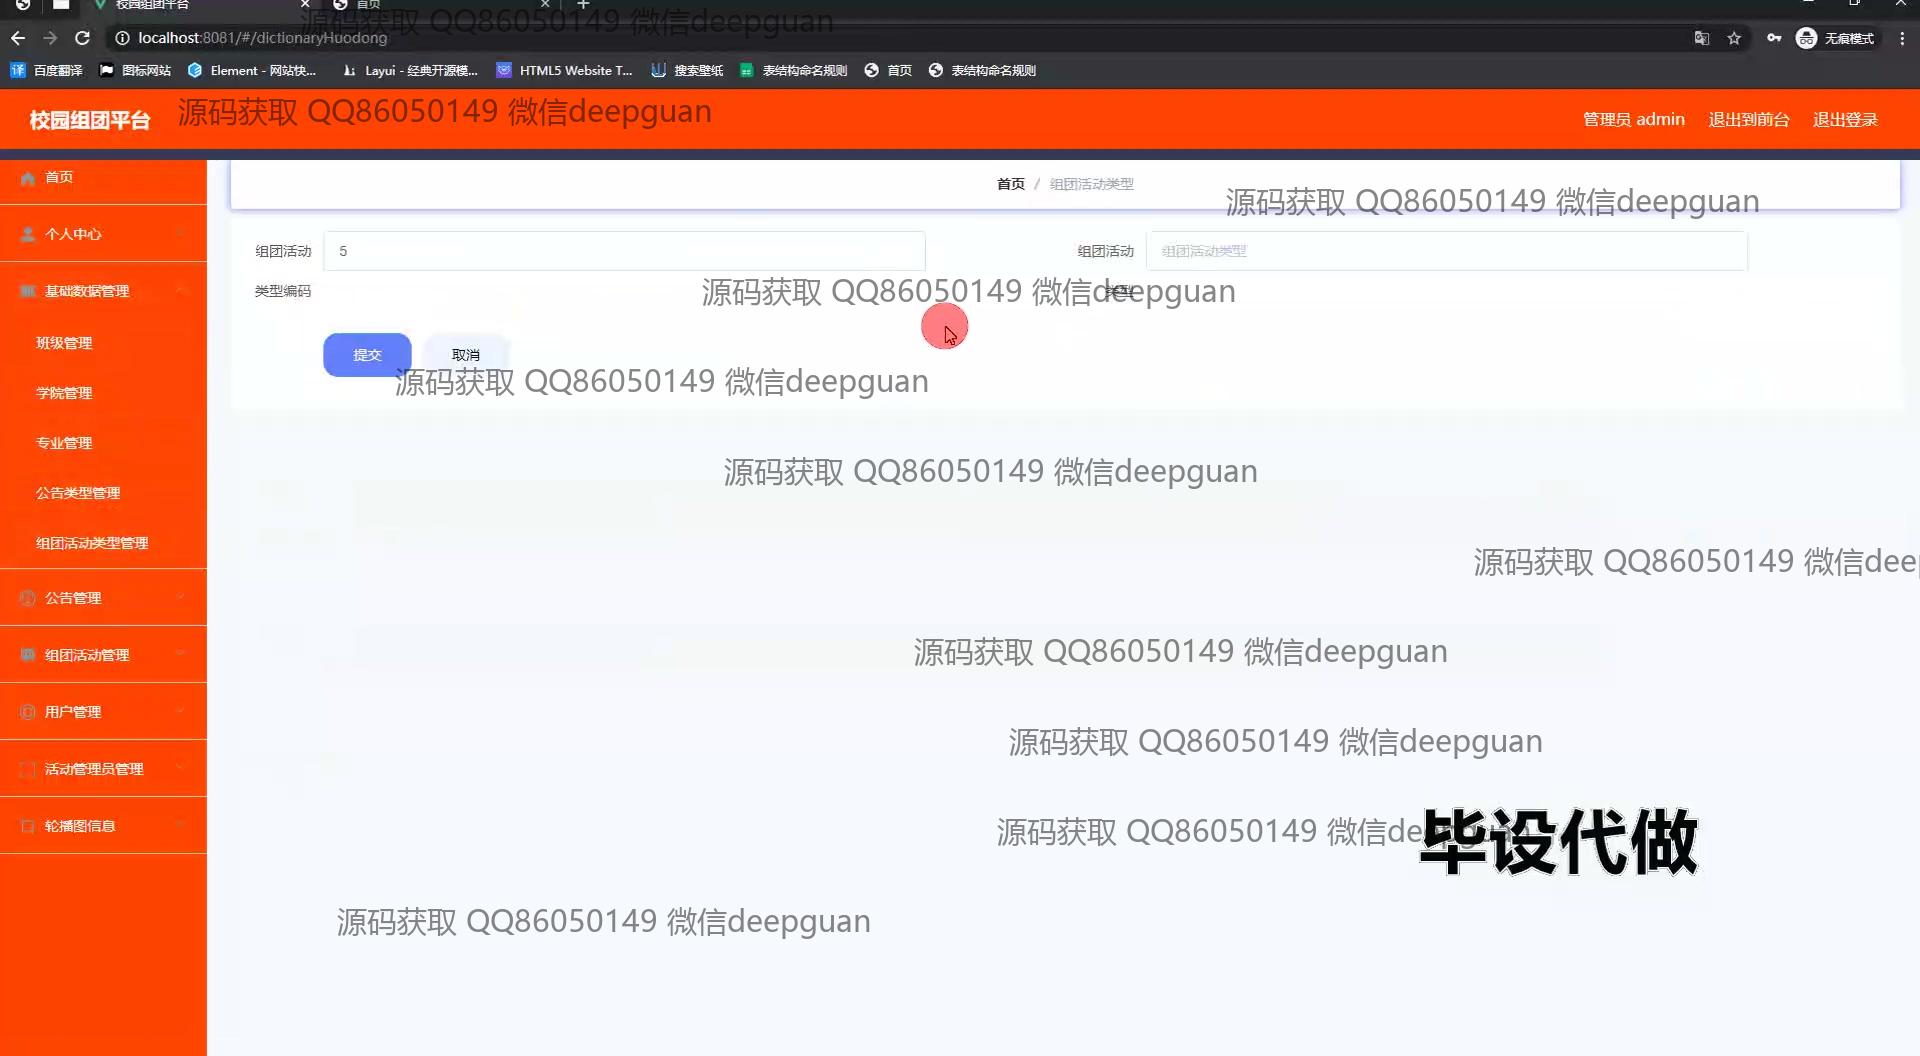 校园组团平台 首页
源码获取 QQ86050149 微信deepguan
localhost:8081/#/dictionaryHuodong 无痕模式
百度翻译 图标网站 Element - 网站快... Layui - 经典开源模... HTML5 Website T... 搜索壁纸 表结构命名规则 首页 表结构命名规则
校园组团平台 源码获取 QQ86050149 微信deepguan 管理员 admin 退出到前台 退出登录
首页
首页 / 组团活动类型
源码获取 QQ86050149 微信deepguan
个人中心
组团活动 5 组团活动 组团活动类型
基础数据管理 类型编码 类型
源码获取 QQ86050149 微信deepguan
班级管理
提交 取消
源码获取 QQ86050149 微信deepguan
学院管理
专业管理
源码获取 QQ86050149 微信deepguan
公告类型管理
组团活动类型管理
源码获取 QQ86050149 微信dee
公告管理
组团活动管理
源码获取 QQ86050149 微信deepguan
用户管理
源码获取 QQ86050149 微信deepguan
活动管理员管理
轮播图信息
源码获取 QQ86050149 微信deepguan
毕设代做
源码获取 QQ86050149 微信deepguan